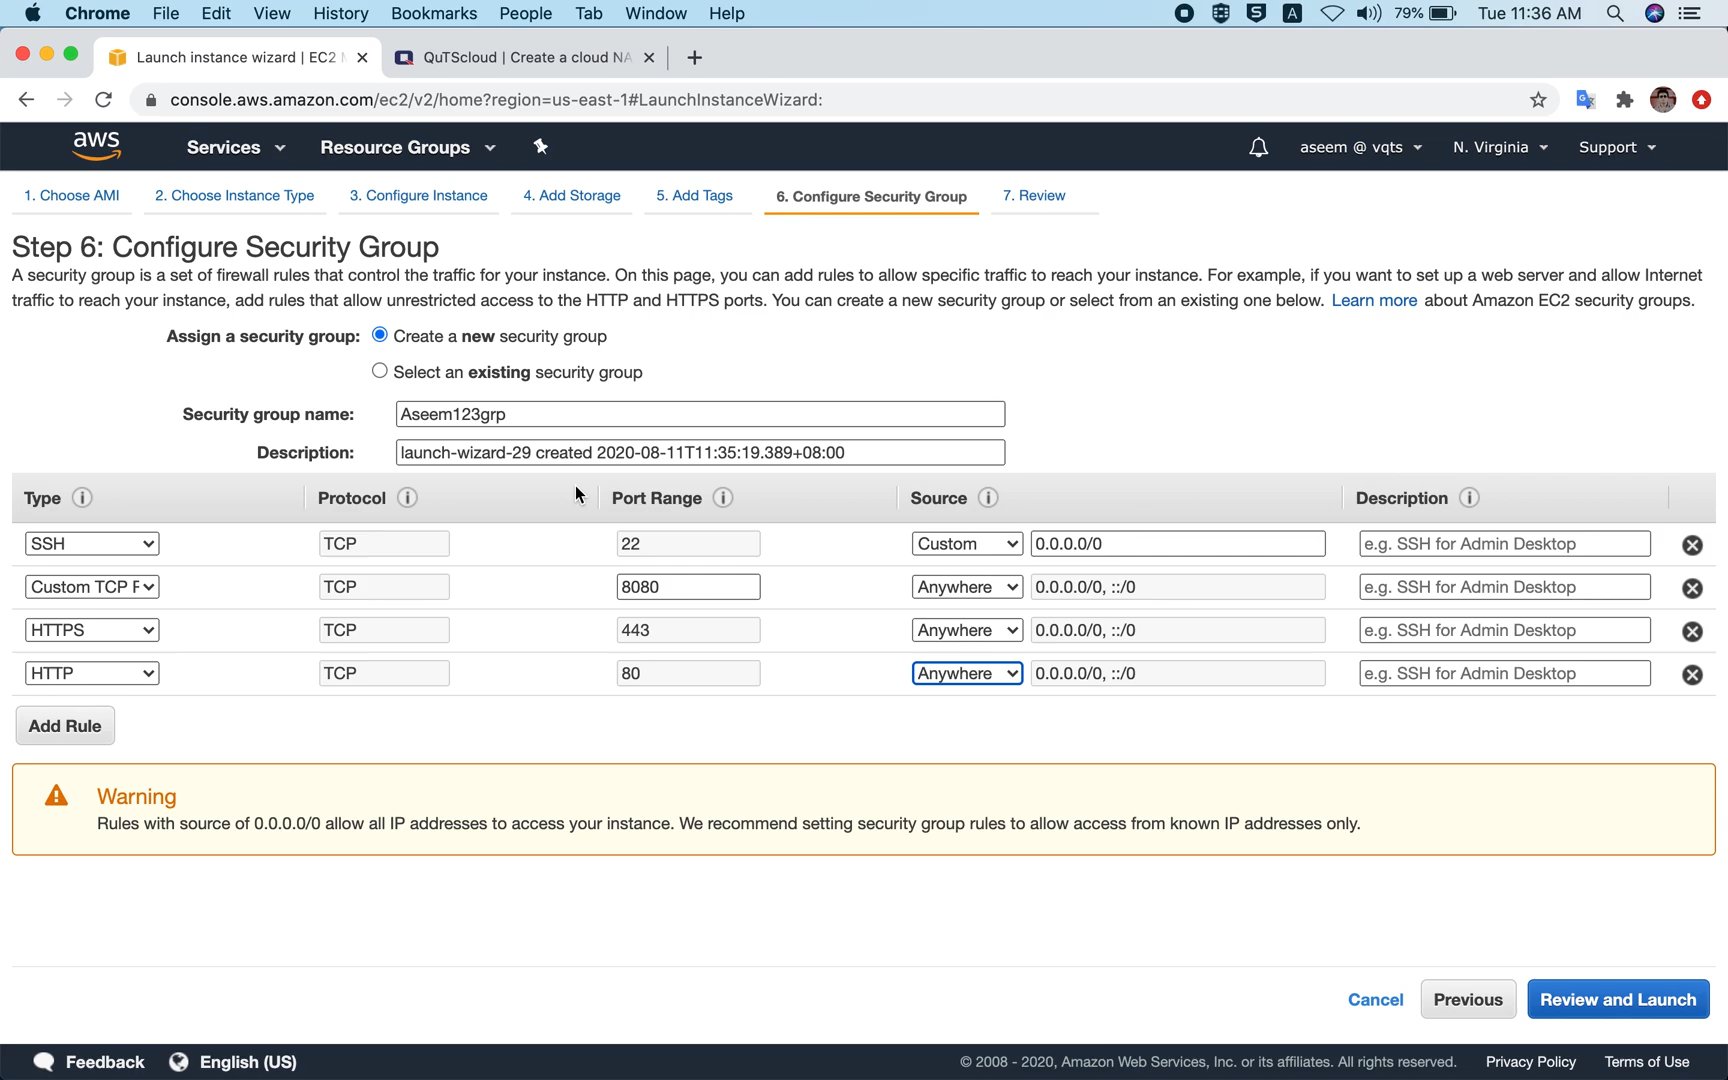 Chrome File Edit View History Bookmarks People Tab Window Help 79% Tue 11:36 AM
Launch instance wizard | EC2 M QuTScloud | Create a cloud NA
console.aws.amazon.com/ec2/v2/home?region=us-east-1#LaunchInstanceWizard:
aws Services Resource Groups aseem @ vqts N. Virginia Support
1. Choose AMI 2. Choose Instance Type 3. Configure Instance 4. Add Storage 5. Add Tags 6. Configure Security Group 7. Review
Step 6: Configure Security Group
A security group is a set of firewall rules that control the traffic for your instance. On this page, you can add rules to allow specific traffic to reach your instance. For example, if you want to set up a web server and allow Internet
traffic to reach your instance, add rules that allow unrestricted access to the HTTP and HTTPS ports. You can create a new security group or select from an existing one below. Learn more about Amazon EC2 security groups.
Assign a security group: Create a new security group
Select an existing security group
Security group name: Aseem123grp
Description: launch-wizard-29 created 2020-08-11T11:35:19.389+08:00
Type i Protocol i Port Range i Source i Description i
SSH TCP 22 Custom 0.0.0.0/0 e.g. SSH for Admin Desktop
Custom TCP F TCP 8080 Anywhere 0.0.0.0/0, ::/0 e.g. SSH for Admin Desktop
HTTPS TCP 443 Anywhere 0.0.0.0/0, ::/0 e.g. SSH for Admin Desktop
HTTP TCP 80 Anywhere 0.0.0.0/0, ::/0 e.g. SSH for Admin Desktop
Add Rule
Warning
Rules with source of 0.0.0.0/0 allow all IP addresses to access your instance. We recommend setting security group rules to allow access from known IP addresses only.
Cancel Previous Review and Launch
Feedback English (US) © 2008 - 2020, Amazon Web Services, Inc. or its affiliates. All rights reserved. Privacy Policy Terms of Use